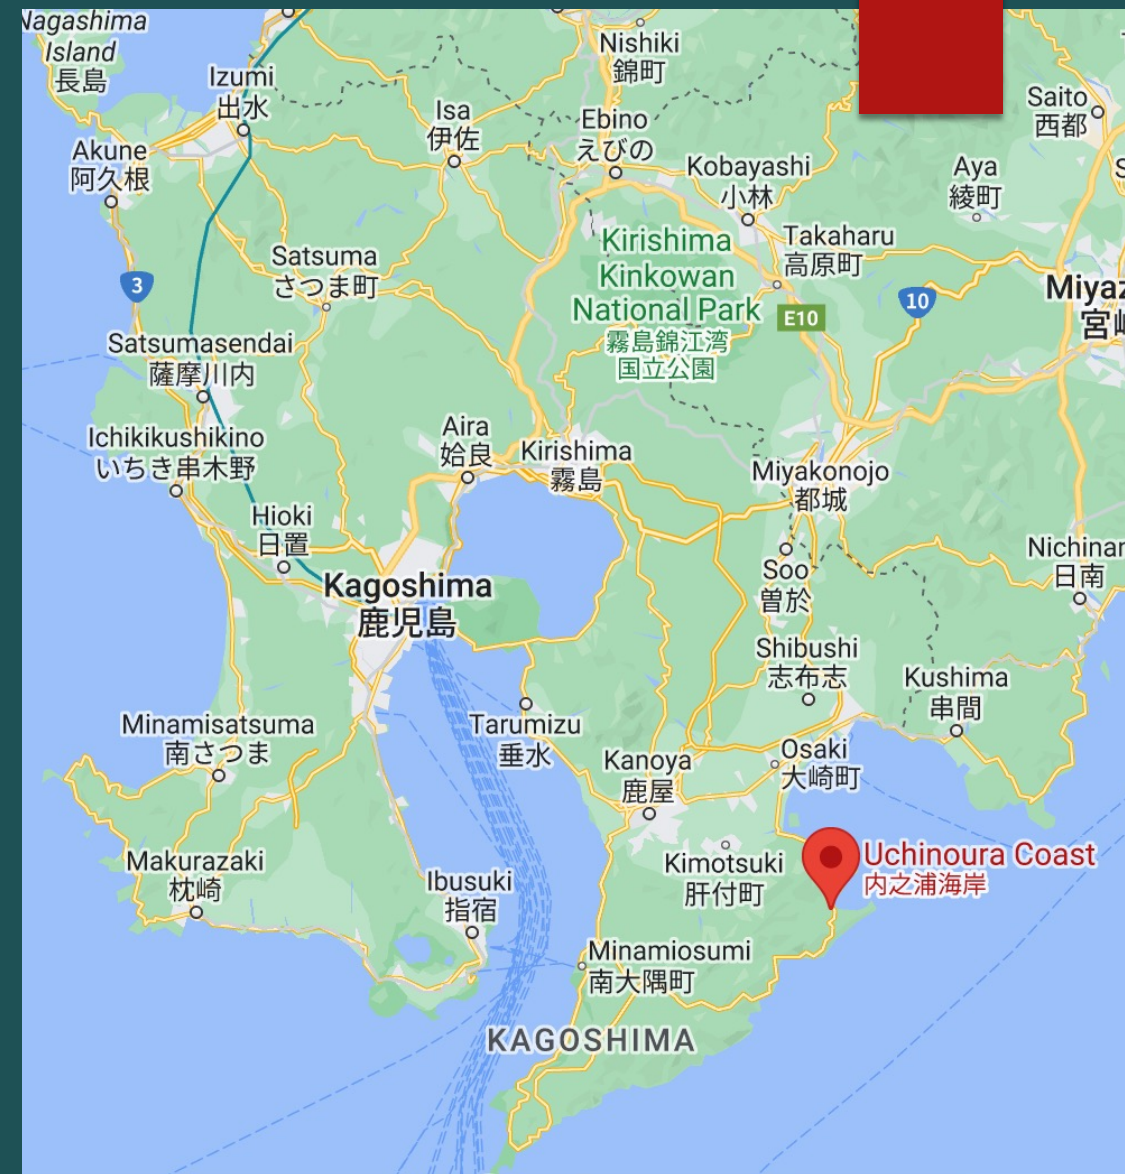 Nagashima
Island
長島
Izumi
出水
Nishiki
錦町
Saito
西都
Isa
伊佐
Ebino
えびの
Akune
阿久根
Kobayashi
小林
Aya
綾町
Kirishima
Kinkowan
National Park
霧島錦江湾
国立公園
Takaharu
高原町
Satsuma
さつま町
3
10
E10
Miyaz
宮崎
Satsumasendai
薩摩川内
Ichikikushikino
いちき串木野
Aira
姶良
Kirishima
霧島
Miyakonojo
都城
Hioki
日置
Nichinan
日南
Soo
曽於
Kagoshima
鹿児島
Shibushi
志布志
Kushima
串間
Minamisatsuma
南さつま
Tarumizu
垂水
Kanoya
鹿屋
Osaki
大崎町
Makurazaki
枕崎
Ibusuki
指宿
Kimotsuki
肝付町
Uchinoura Coast
内之浦海岸
Minamiosumi
南大隅町
KAGOSHIMA